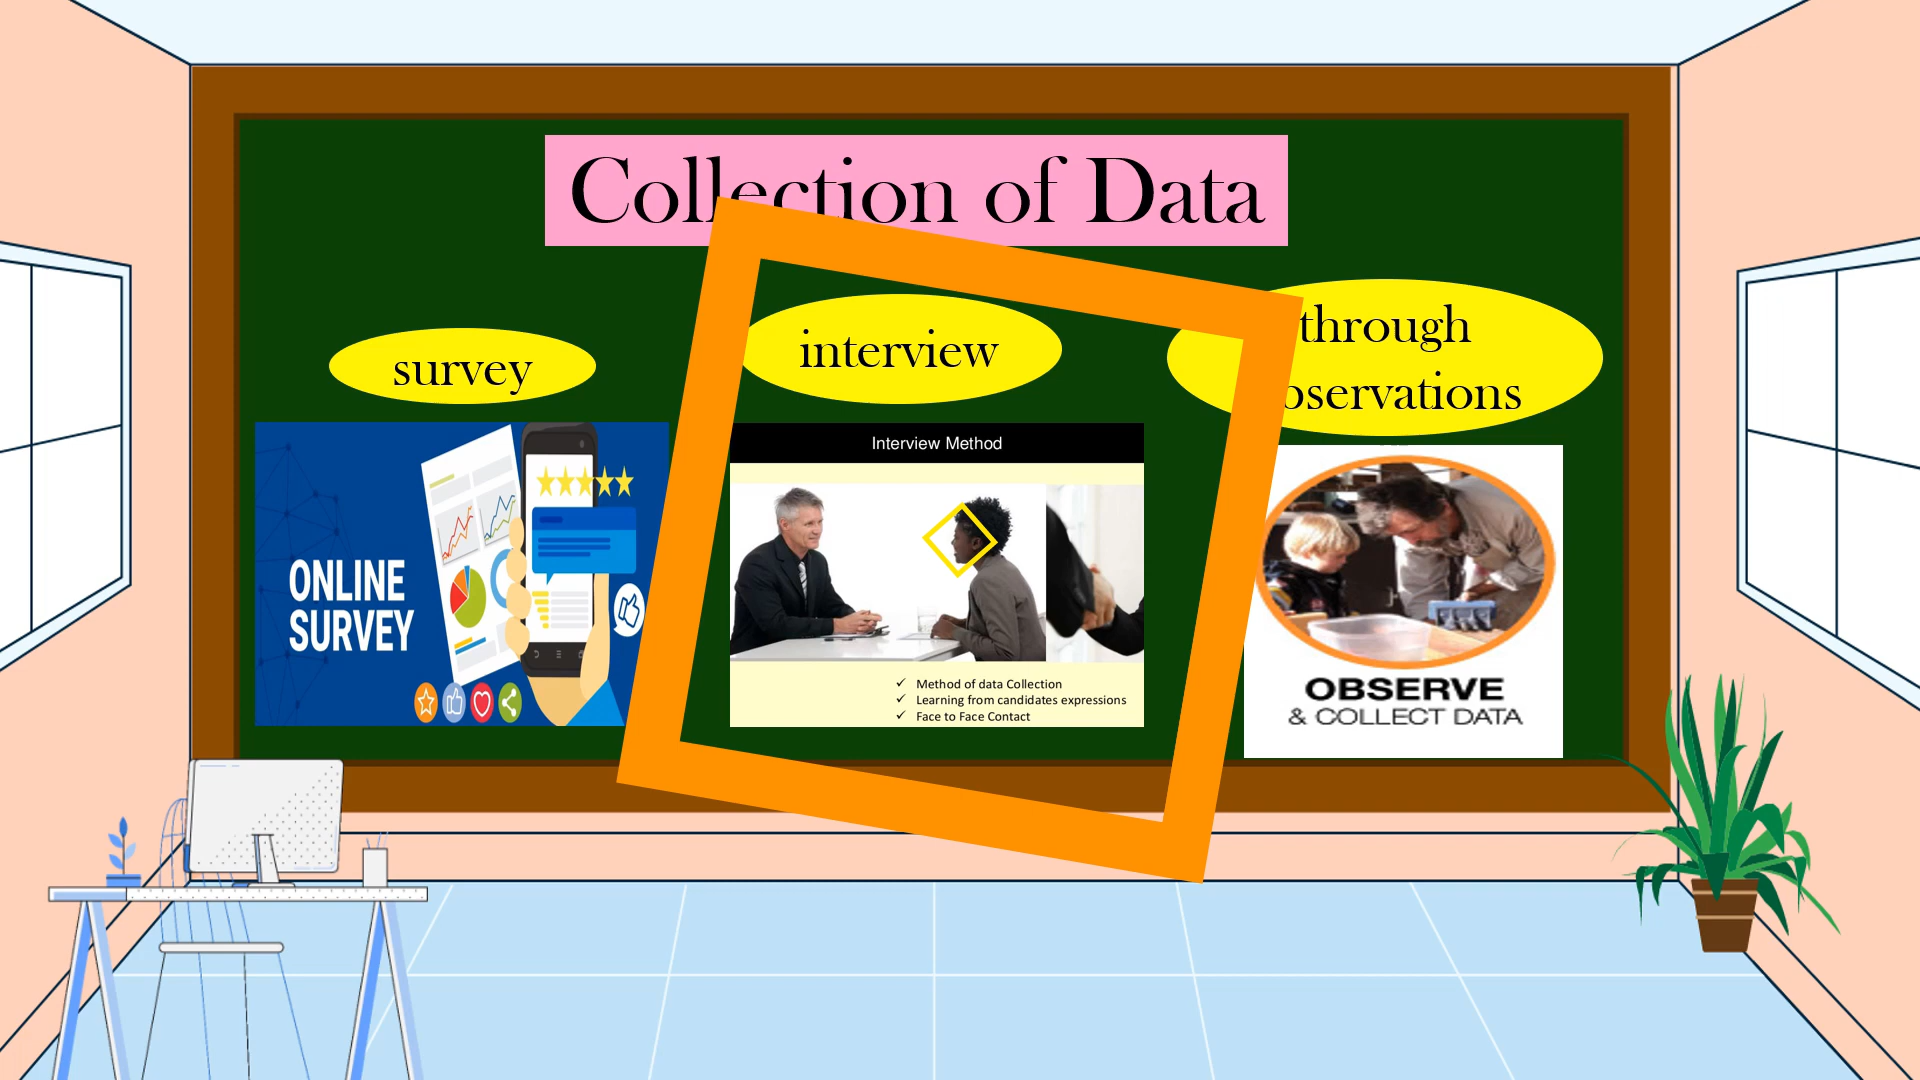 Collection of Data
survey
interview
through
ONLINE
SURVEY
Interview Method
✓ Method of data Collection
✓ Learning from candidates expressions
✓ Face to Face Contact
OBSERVE
& COLLECT DATA